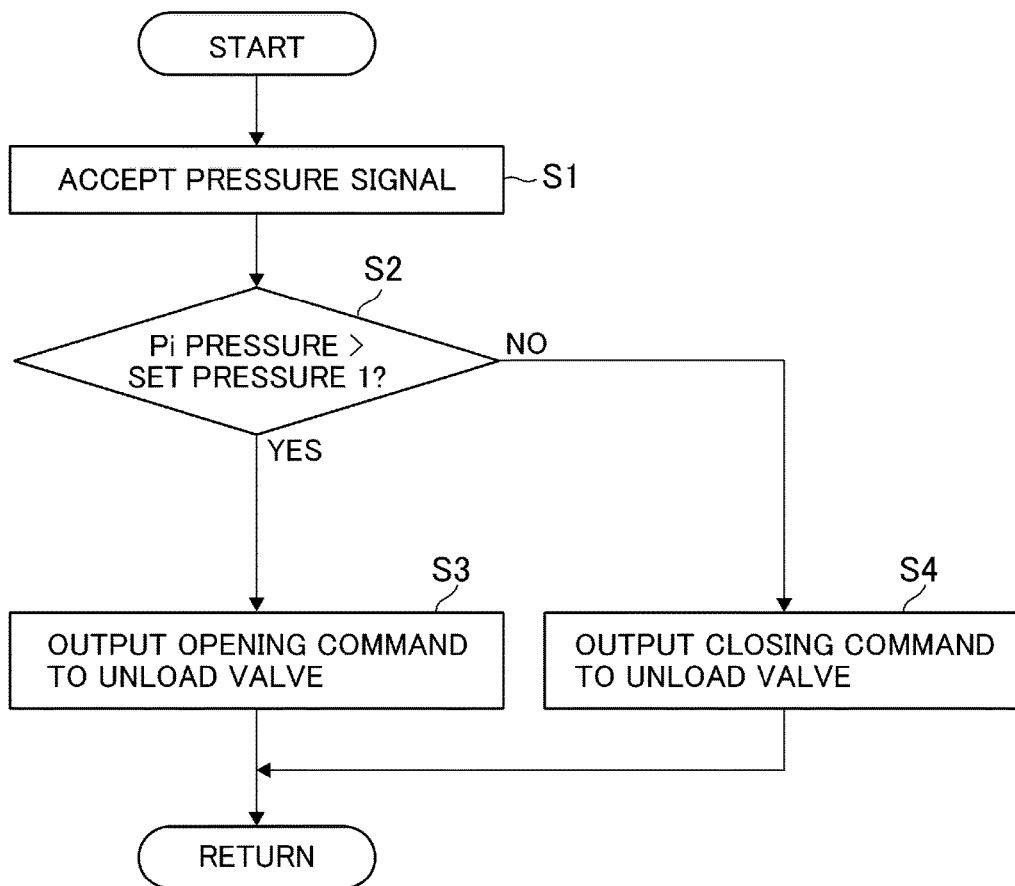 START
ACCEPT PRESSURE SIGNAL
S1
S2
Pi PRESSURE >
SET PRESSURE 1?
NO
YES
S3
OUTPUT OPENING COMMAND
TO UNLOAD VALVE
S4
OUTPUT CLOSING COMMAND
TO UNLOAD VALVE
RETURN